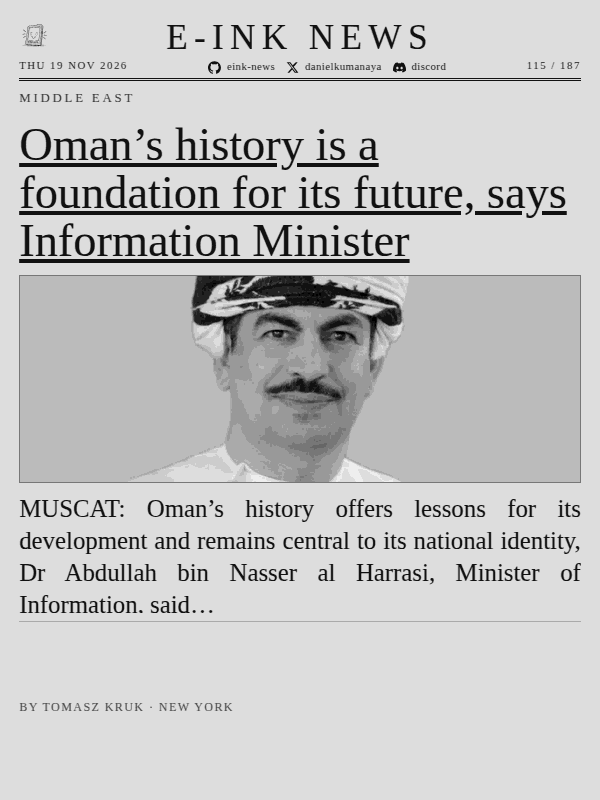 E-INK NEWS
THU 19 NOV 2026
eink-news danielkumanaya discord
115 / 187
MIDDLE EAST
Oman’s history is a
foundation for its future, says
Information Minister
MUSCAT: Oman’s history offers lessons for its
development and remains central to its national identity,
Dr Abdullah bin Nasser al Harrasi, Minister of
Information, said…
BY TOMASZ KRUK · NEW YORK